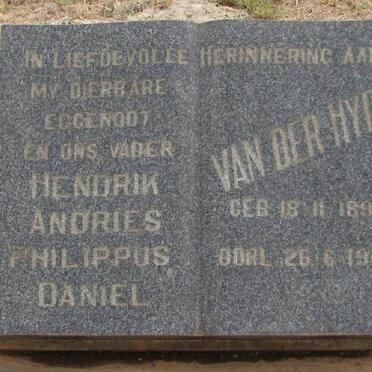 IN LIEFDEVOLLE HERINNERING AAN
MY DIERBARE
EGGENOOT
EN ONS VADER
HENDRIK
ANDRIES
PHILIPPUS
DANIEL
VAN DER HY
GEB 18 11 189
OORL 26 6 19